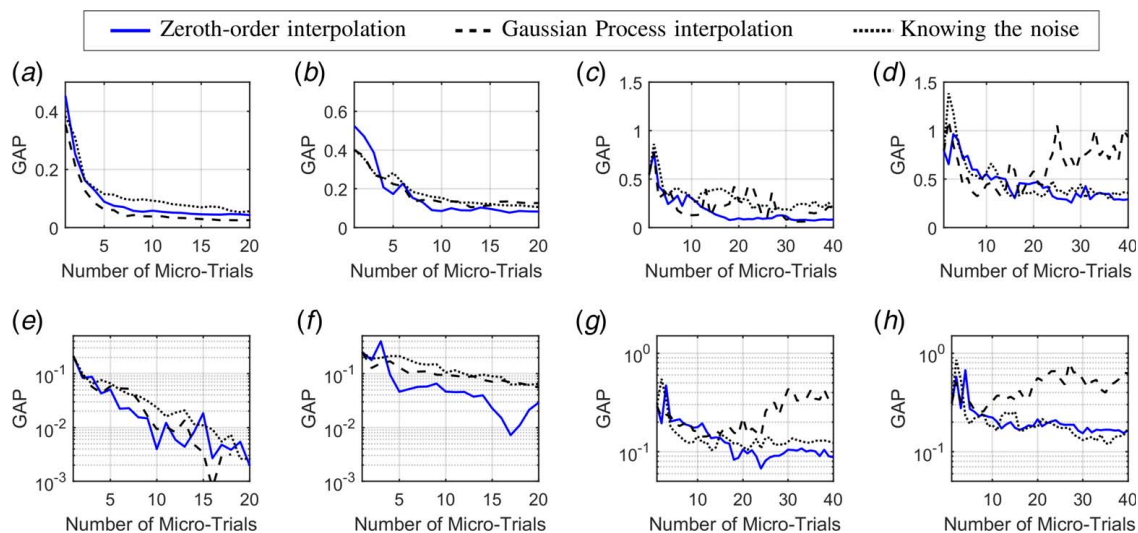 Zeroth-order interpolation Gaussian Process interpolation Knowing the noise
(a) (b) (c) (d)
GAP GAP GAP GAP
0.4 0.6 1.5 1.5
0.4 1 1
0.2 0.2 0.5 0.5
0 0 0 0
5 10 15 20 5 10 15 20 10 20 30 40 10 20 30 40
Number of Micro-Trials Number of Micro-Trials Number of Micro-Trials Number of Micro-Trials
(e) (f) (g) (h)
GAP GAP GAP GAP
10^0 10^0
10^-1 10^-1
10^-2 10^-2 10^-1 10^-1
10^-3 10^-3
5 10 15 20 5 10 15 20 10 20 30 40 10 20 30 40
Number of Micro-Trials Number of Micro-Trials Number of Micro-Trials Number of Micro-Trials